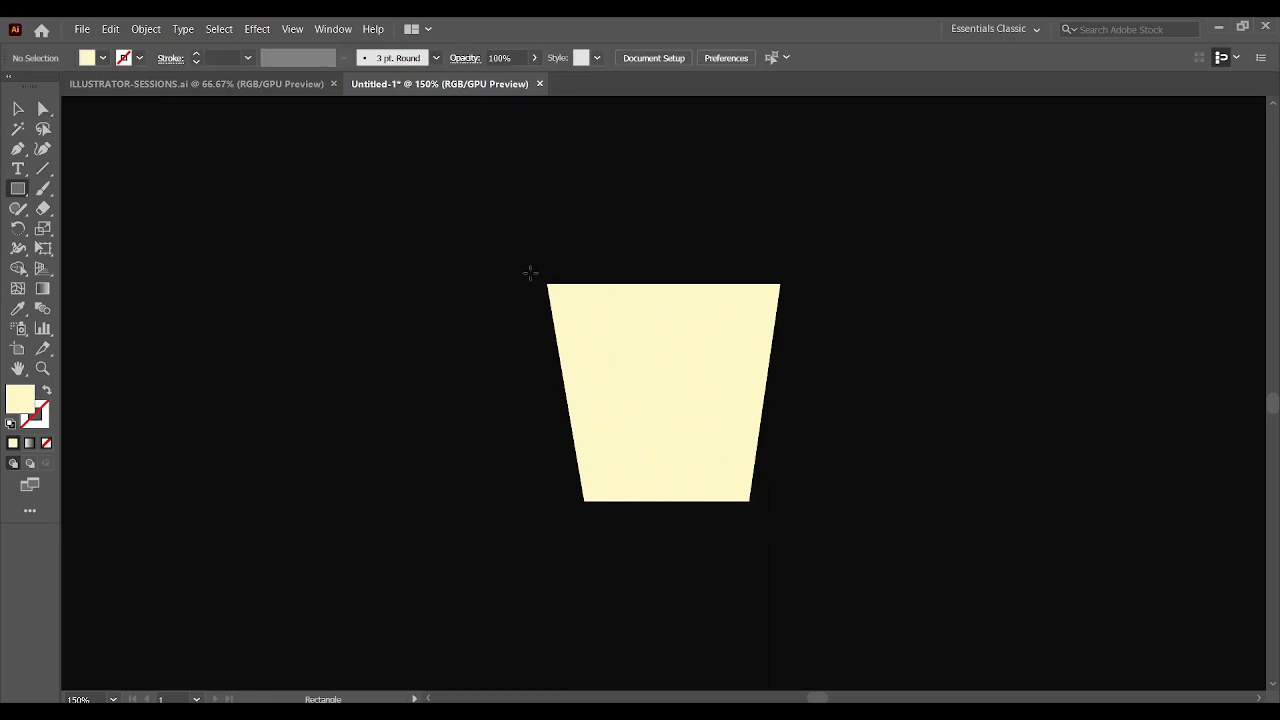 Ai File Edit Object Type Select Effect View Window Help Essentials Classic Search Adobe Stock
No Selection Stroke: 3 pt. Round Opacity: 100% Style: Document Setup Preferences
ILLUSTRATOR-SESSIONS.ai @ 66.67% (RGB/GPU Preview) Untitled-1* @ 150% (RGB/GPU Preview)
150% 1 Rectangle